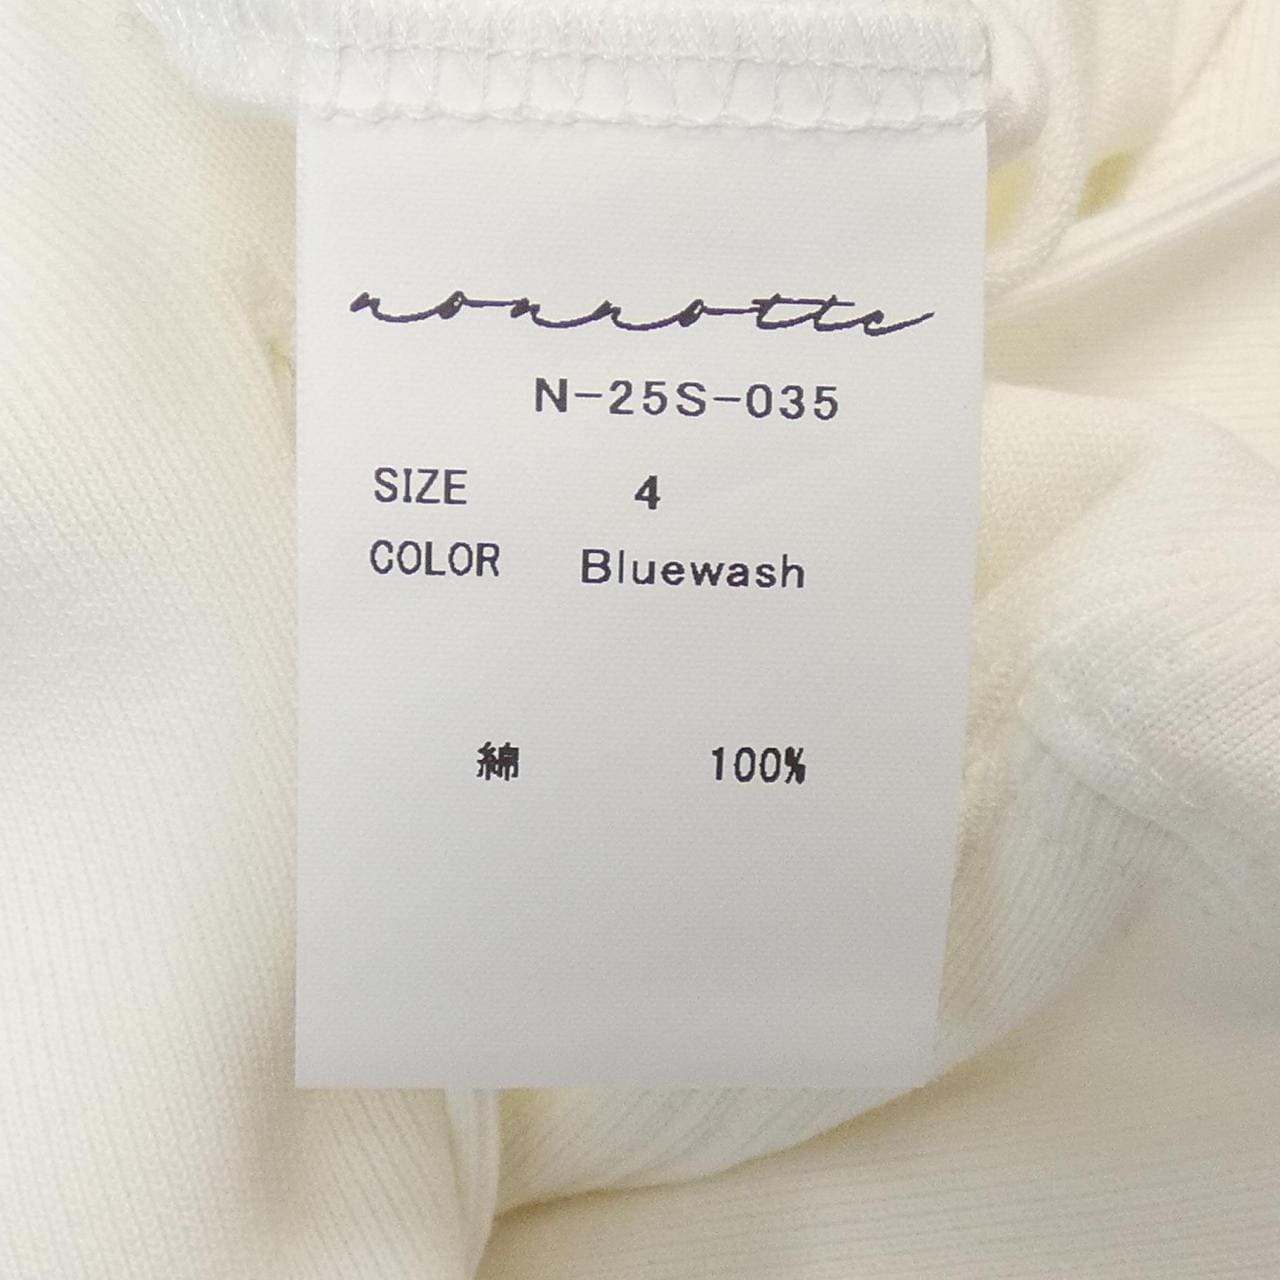 nonnotte
N-25S-035
SIZE 4
COLOR Bluewash
綿 100%